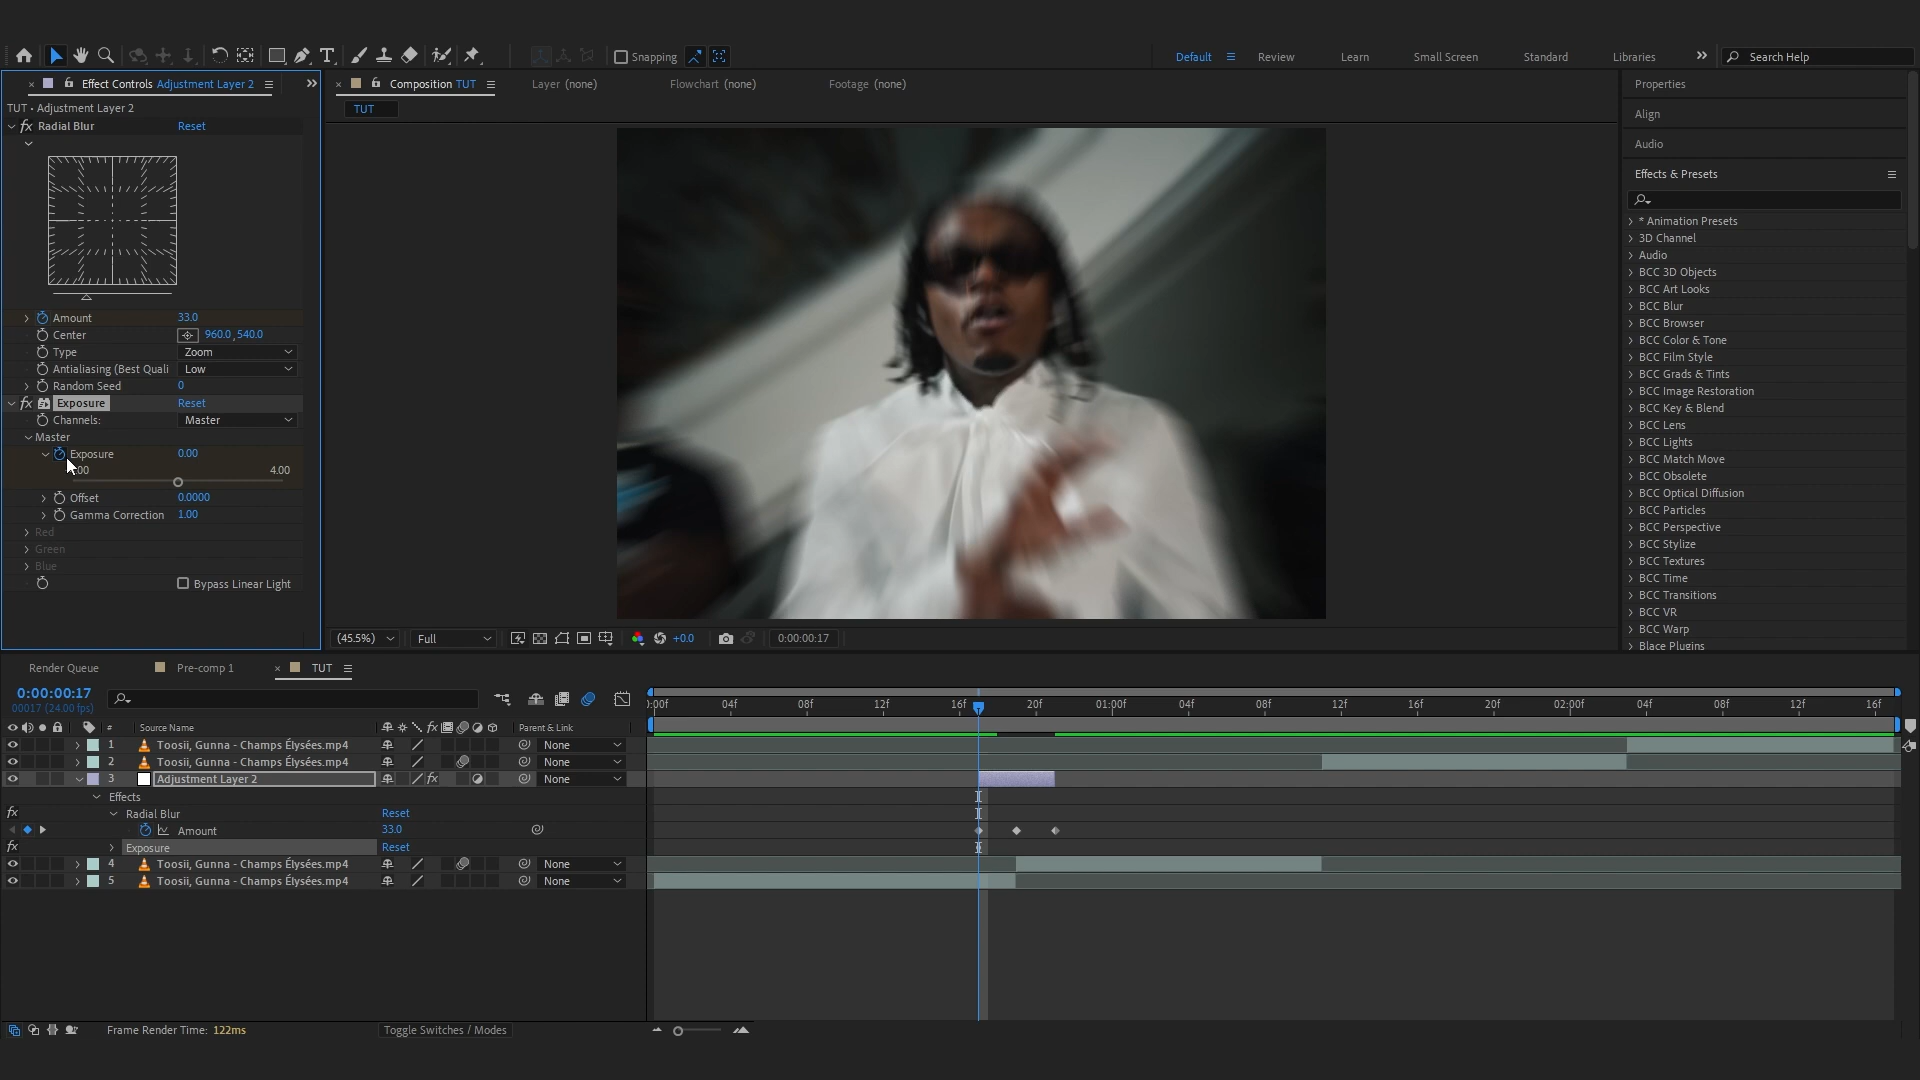 Snapping
Default
Review
Learn
Small Screen
Standard
Libraries
Search Help
Effect Controls Adjustment Layer 2
TUT • Adjustment Layer 2
fx Radial Blur Reset
Amount 33.0
Center 960.0, 540.0
Type Zoom
Antialiasing (Best Quali Low
Random Seed 0
fx Exposure Reset
Channels: Master
Master
Exposure 0.00
.00 4.00
Offset 0.0000
Gamma Correction 1.00
Red
Green
Blue
Bypass Linear Light
Composition TUT
Layer (none)
Flowchart (none)
Footage (none)
TUT
(45.5%) Full +0.0 0:00:00:17
Properties
Align
Audio
Effects & Presets
* Animation Presets
3D Channel
Audio
BCC 3D Objects
BCC Art Looks
BCC Blur
BCC Browser
BCC Color & Tone
BCC Film Style
BCC Grads & Tints
BCC Image Restoration
BCC Key & Blend
BCC Lens
BCC Lights
BCC Match Move
BCC Obsolete
BCC Optical Diffusion
BCC Particles
BCC Perspective
BCC Stylize
BCC Textures
BCC Time
BCC Transitions
BCC VR
BCC Warp
Blace Plugins
Render Queue
Pre-comp 1
TUT
0:00:00:17
00017 (24.00 fps)
:00f 04f 08f 12f 16f 20f 01:00f 04f 08f 12f 16f 20f 02:00f 04f 08f 12f 16f
# Source Name fx Parent & Link
1 Toosii, Gunna - Champs Élysées.mp4 None
2 Toosii, Gunna - Champs Élysées.mp4 None
3 Adjustment Layer 2 fx None
Effects
fx Radial Blur Reset
Amount 33.0
fx Exposure Reset
4 Toosii, Gunna - Champs Élysées.mp4 None
5 Toosii, Gunna - Champs Élysées.mp4 None
Frame Render Time: 122ms
Toggle Switches / Modes